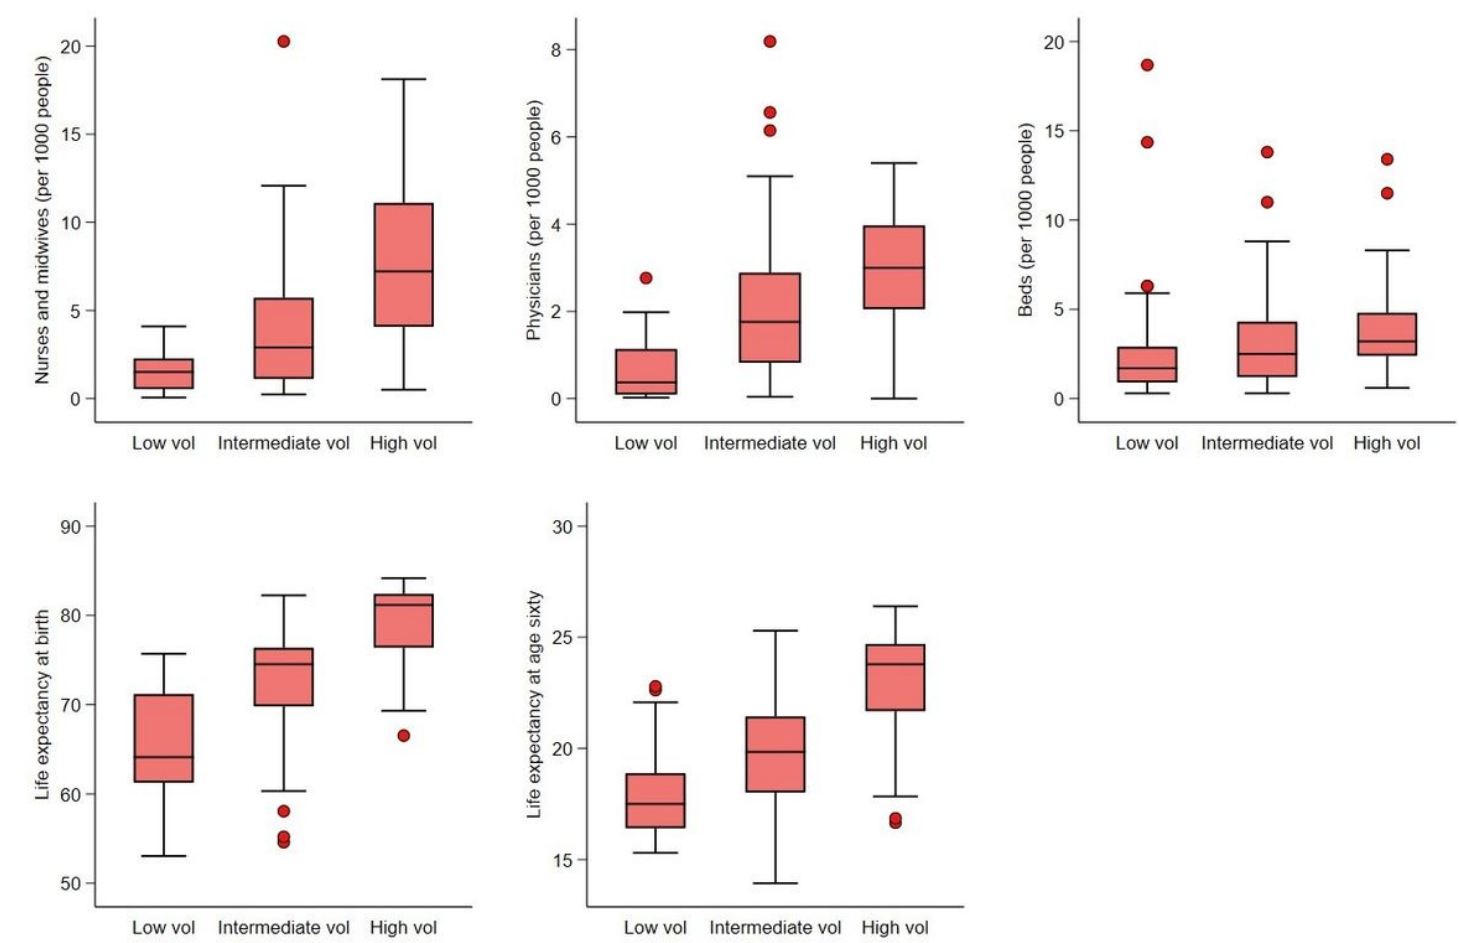 Nurses and midwives (per 1000 people)
20
15
10
5
0
Low vol Intermediate vol High vol
Physicians (per 1000 people)
8
6
4
2
0
Low vol Intermediate vol High vol
Beds (per 1000 people)
20
15
10
5
0
Low vol Intermediate vol High vol
Life expectancy at birth
90
80
70
60
50
Low vol Intermediate vol High vol
Life expectancy at age sixty
30
25
20
15
Low vol Intermediate vol High vol